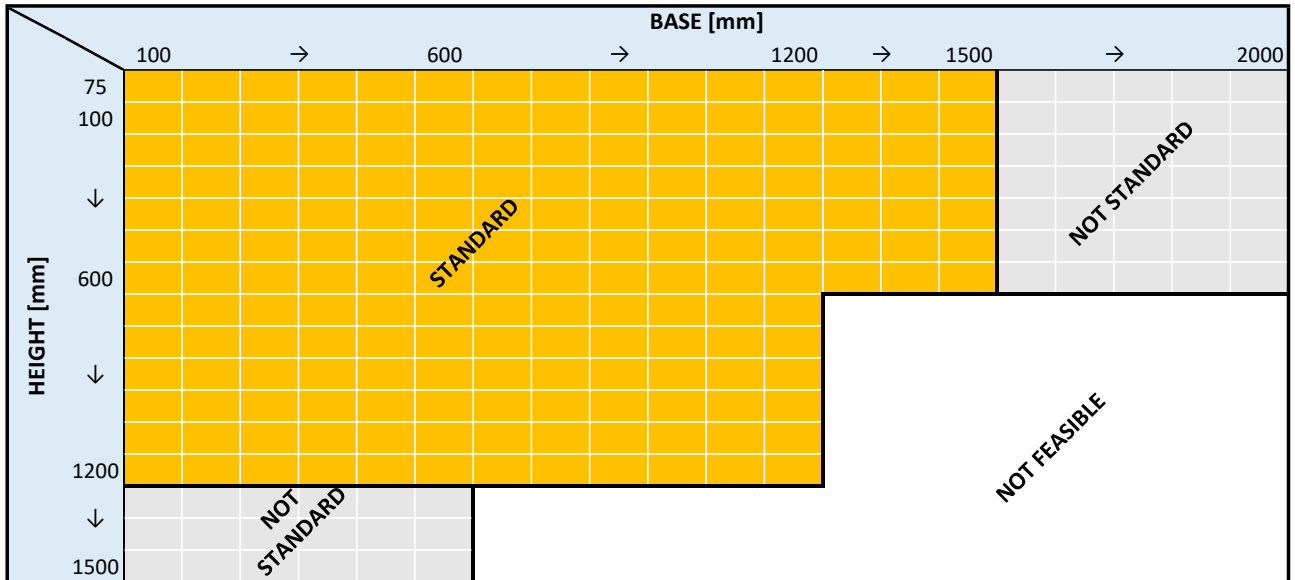 BASE [mm]
100 → 600 → 1200 → 1500 → 2000
75
100
↓
600
↓
1200
↓
1500
HEIGHT [mm]
STANDARD
NOT STANDARD
NOT FEASIBLE
NOT
STANDARD